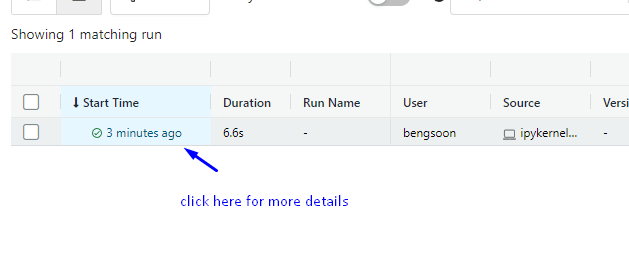 Showing 1 matching run
Start Time Duration Run Name User Source Versi
3 minutes ago 6.6s - bengsoon ipykernel... -
click here for more details